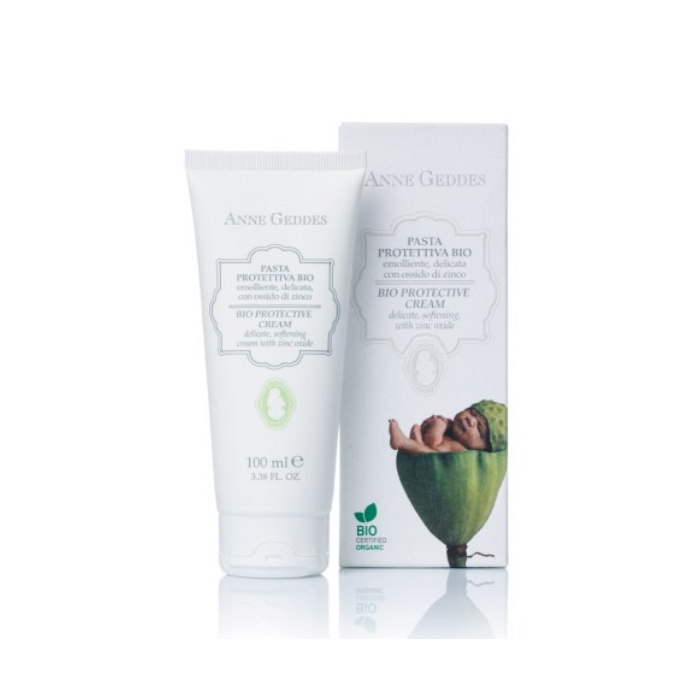 ANNE GEDDES
PASTA
PROTETTIVA BIO
emolliente, delicata,
con ossido di zinco
BIO PROTECTIVE
CREAM
delicate, softening
cream with zinc oxide
100 ml e
3.38 FL. OZ.
ANNE GEDDES
PASTA
PROTETTIVA BIO
emolliente, delicata
con ossido di zinco
BIO PROTECTIVE
CREAM
delicate, softening,
with zinc oxide
BIO
CERTIFIED
ORGANIC